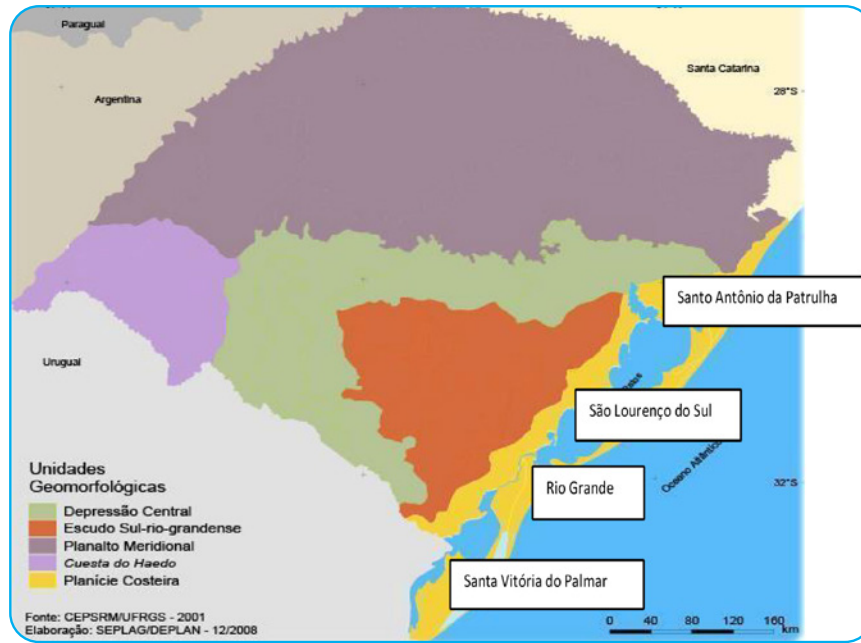 Paraguai
Argentina
Santa Catarina
28°S
Santo Antônio da Patrulha
Uruguai
São Lourenço do Sul
Oceano Atlântico
32°S
Rio Grande
Santa Vitória do Palmar
Unidades
Geomorfológicas
Depressão Central
Escudo Sul-rio-grandense
Planalto Meridional
Cuesta do Haedo
Planície Costeira
Fonte: CEPSRM/UFRGS - 2001
Elaboração: SEPLAG/DEPLAN - 12/2008
0 40 80 120 160
km